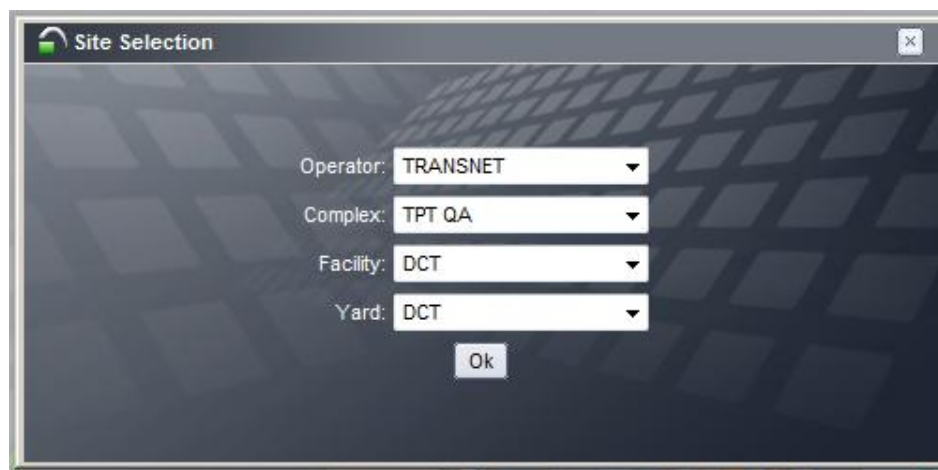 Site Selection
Operator: TRANSNET
Complex: TPT QA
Facility: DCT
Yard: DCT
Ok